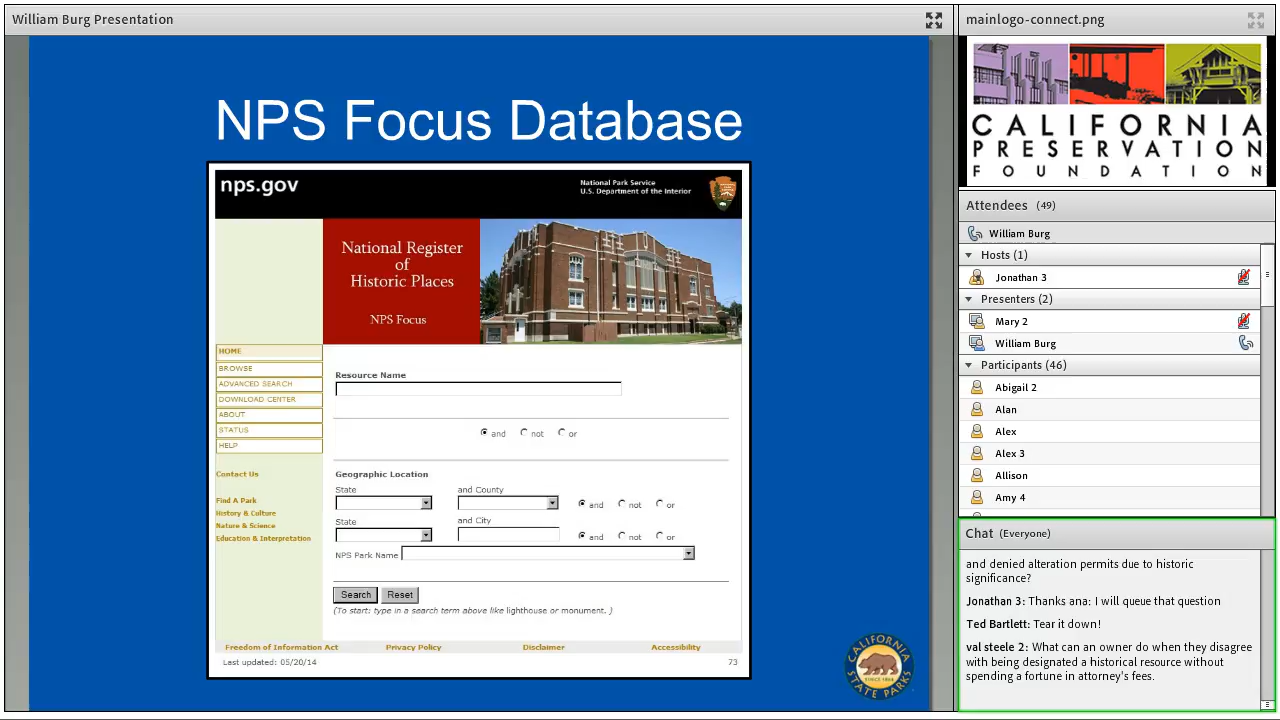 William Burg Presentation
NPS Focus Database
nps.gov
National Park Service
U.S. Department of the Interior
National Register
of
Historic Places
NPS Focus
HOME
BROWSE
ADVANCED SEARCH
DOWNLOAD CENTER
ABOUT
STATUS
HELP
Contact Us
Find A Park
History & Culture
Nature & Science
Education & Interpretation
Resource Name
and not or
Geographic Location
State and County
and not or
State and City
and not or
NPS Park Name
Search Reset
(To start: type in a search term above like lighthouse or monument. )
Freedom of Information Act Privacy Policy Disclaimer Accessibility
Last updated: 05/20/14 73
CALIFORNIA
STATE PARKS
SINCE 1864
mainlogo-connect.png
CALIFORNIA
PRESERVATION
FOUNDATION
Attendees (49)
William Burg
Hosts (1)
Jonathan 3
Presenters (2)
Mary 2
William Burg
Participants (46)
Abigail 2
Alan
Alex
Alex 3
Allison
Amy 4
Chat (Everyone)
and denied alteration permits due to historic
significance?
Jonathan 3: Thanks ana. I will queue that question
Ted Bartlett: Tear it down!
val steele 2: What can an owner do when they disagree
with being designated a historical resource without
spending a fortune in attorney's fees.